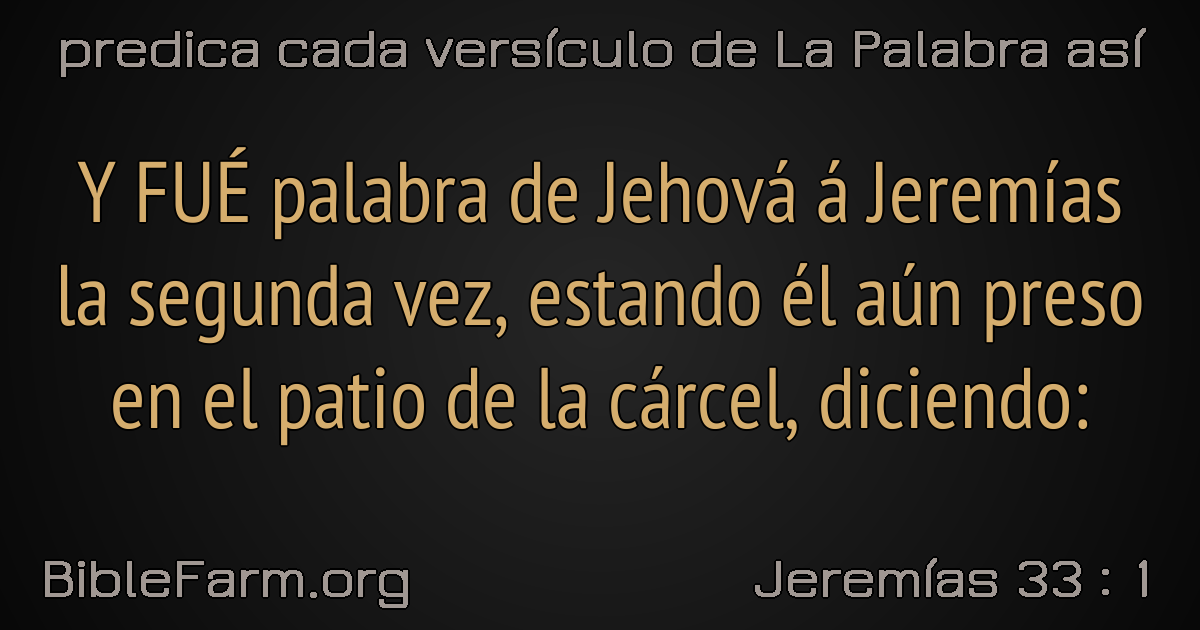 predica cada versículo de La Palabra así
Y FUÉ palabra de Jehová á Jeremías
la segunda vez, estando él aún preso
en el patio de la cárcel, diciendo:
BibleFarm.org
Jeremías 33 : 1